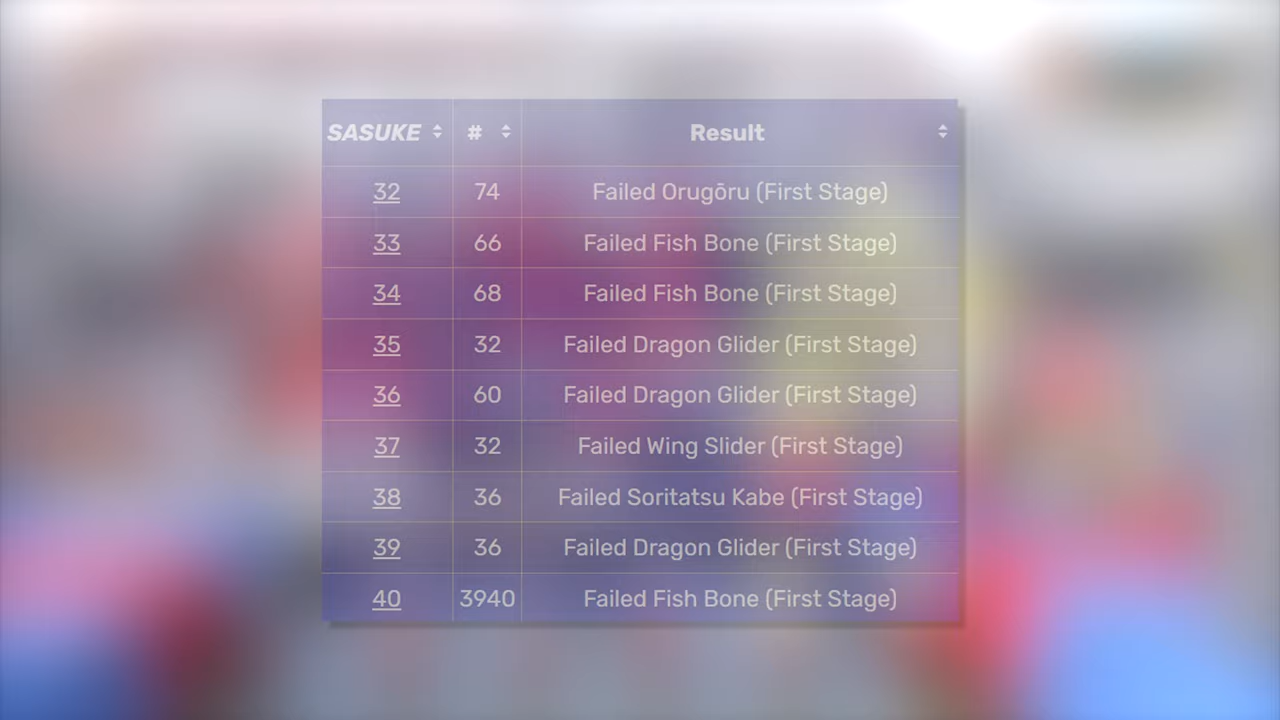 SASUKE # Result
32 74 Failed Orugōru (First Stage)
33 66 Failed Fish Bone (First Stage)
34 68 Failed Fish Bone (First Stage)
35 32 Failed Dragon Glider (First Stage)
36 60 Failed Dragon Glider (First Stage)
37 32 Failed Wing Slider (First Stage)
38 36 Failed Soritatsu Kabe (First Stage)
39 36 Failed Dragon Glider (First Stage)
40 3940 Failed Fish Bone (First Stage)